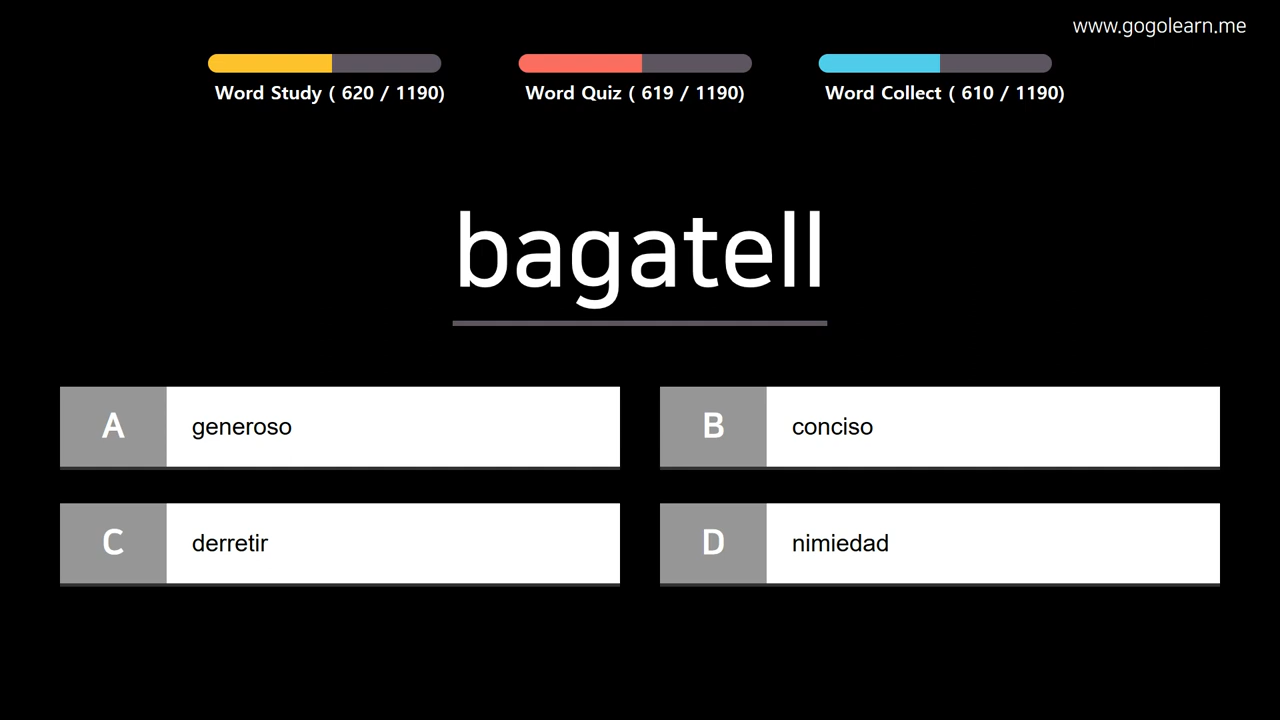 www.gogolearn.me
Word Study ( 620 / 1190)
Word Quiz ( 619 / 1190)
Word Collect ( 610 / 1190)
bagatell
A generoso
B conciso
C derretir
D nimiedad